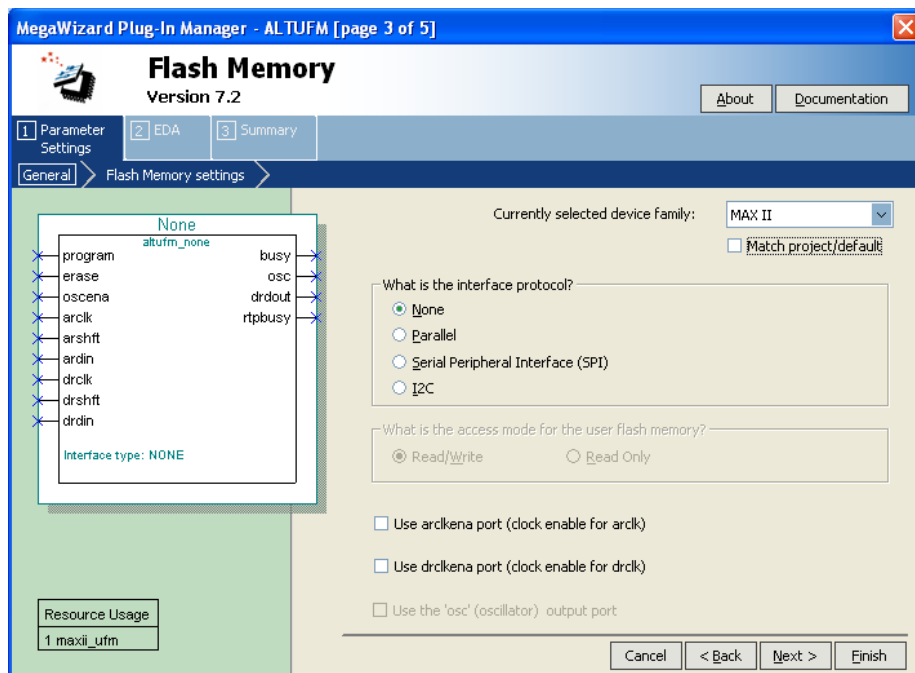 MegaWizard Plug-In Manager - ALTUFM [page 3 of 5]
Flash Memory
Version 7.2
About
Documentation
1 Parameter Settings
2 EDA
3 Summary
General
Flash Memory settings
Currently selected device family:
MAX II
Match project/default
None
altufm_none
program
erase
oscena
arclk
arshft
ardin
drclk
drshft
drdin
busy
osc
drdout
rtpbusy
Interface type: NONE
What is the interface protocol?
None
Parallel
Serial Peripheral Interface (SPI)
I2C
What is the access mode for the user flash memory?
Read/Write
Read Only
Use arclkena port (clock enable for arclk)
Use drclkena port (clock enable for drclk)
Use the 'osc' (oscillator) output port
Resource Usage
1 maxii_ufm
Cancel
< Back
Next >
Finish